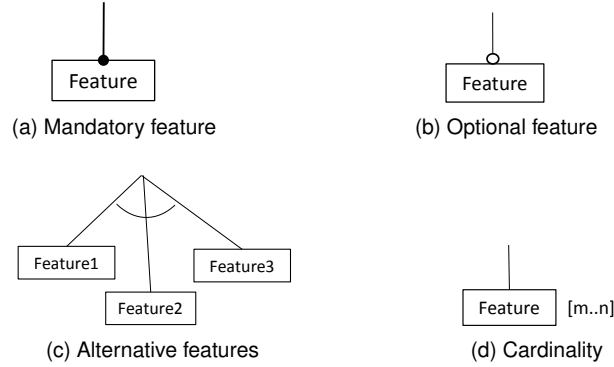 Feature
(a) Mandatory feature
Feature
(b) Optional feature
Feature1
Feature2
Feature3
(c) Alternative features
Feature [m..n]
(d) Cardinality